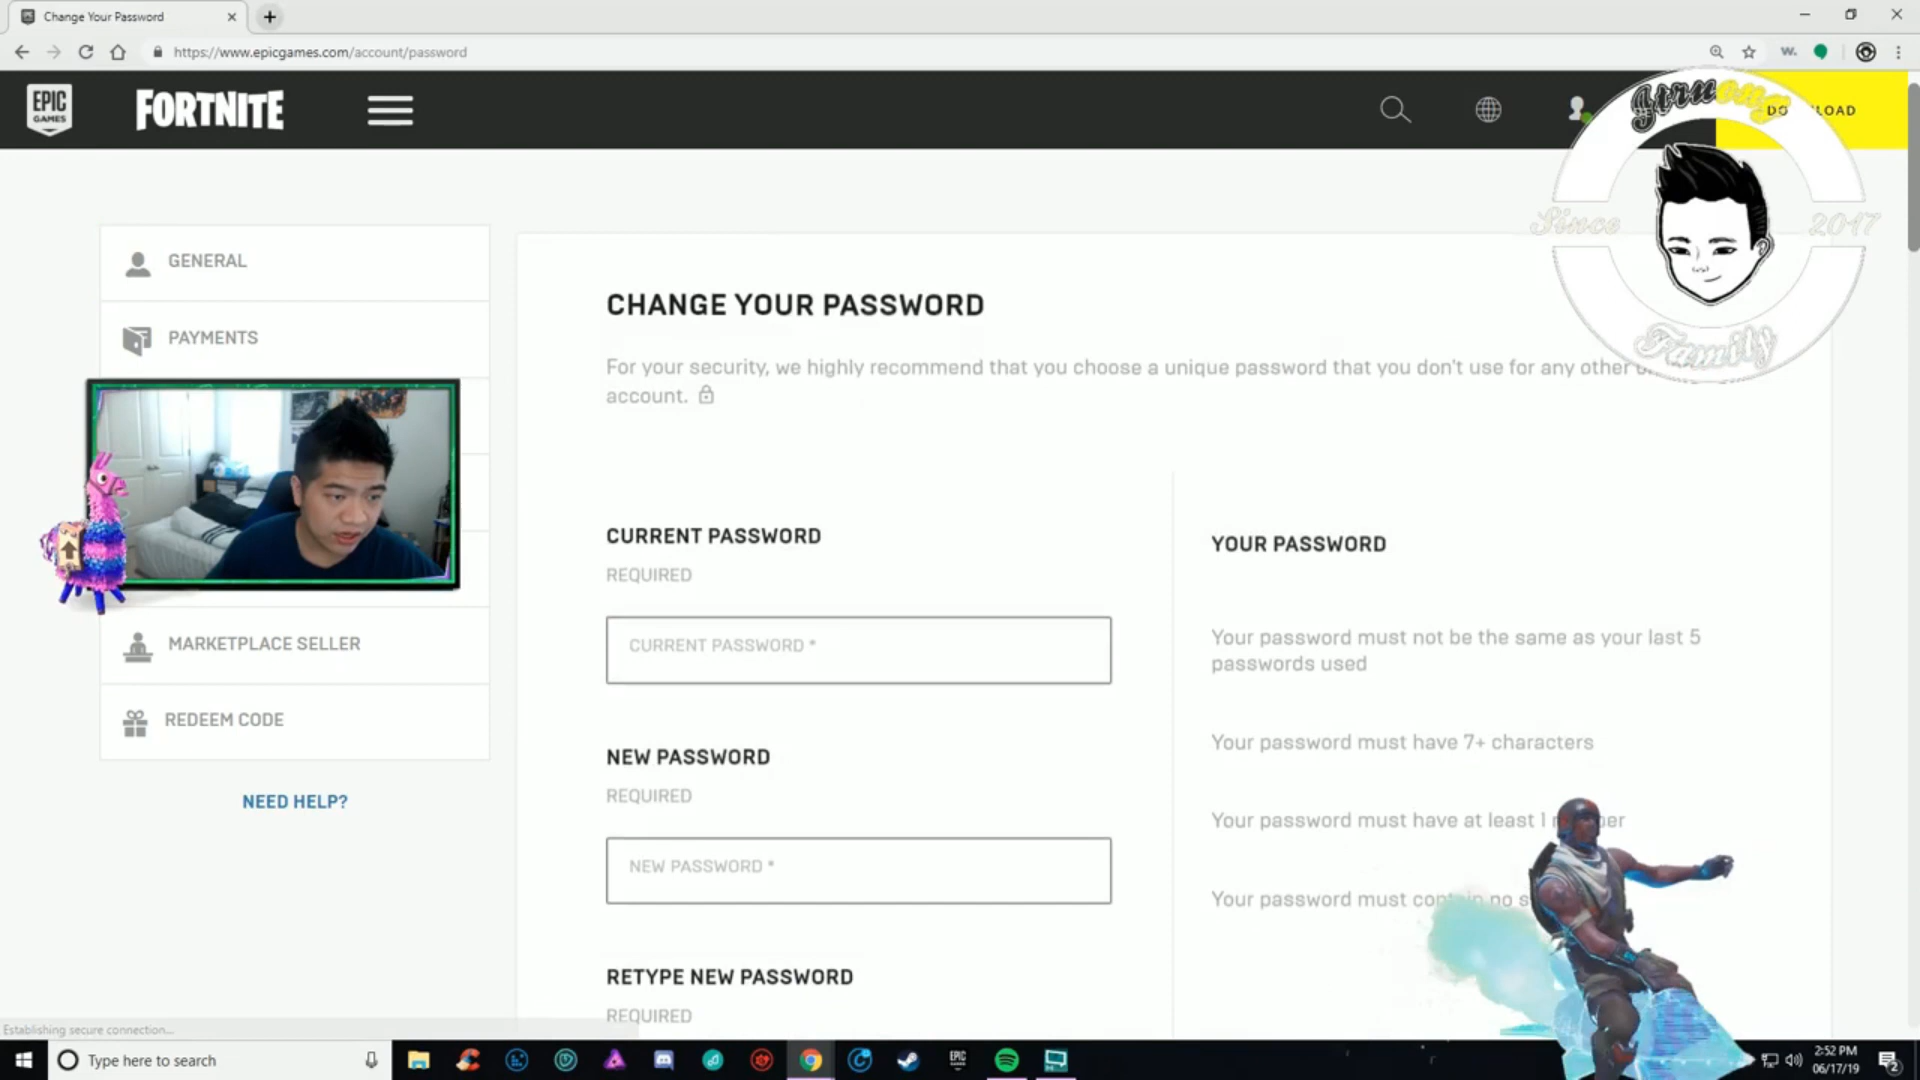 Change Your Password
https://www.epicgames.com/account/password
EPIC
GAMES
FORTNITE
Since
2017
Family
GENERAL
PAYMENTS
MARKETPLACE SELLER
REDEEM CODE
NEED HELP?
CHANGE YOUR PASSWORD
For your security, we highly recommend that you choose a unique password that you don't use for any other
account.
CURRENT PASSWORD
REQUIRED
CURRENT PASSWORD *
NEW PASSWORD
REQUIRED
NEW PASSWORD *
RETYPE NEW PASSWORD
REQUIRED
YOUR PASSWORD
Your password must not be the same as your last 5
passwords used
Your password must have 7+ characters
Your password must have at least 1
Your password must no
Establishing secure connection...
Type here to search
EPIC
2:52 PM
06/17/19
2